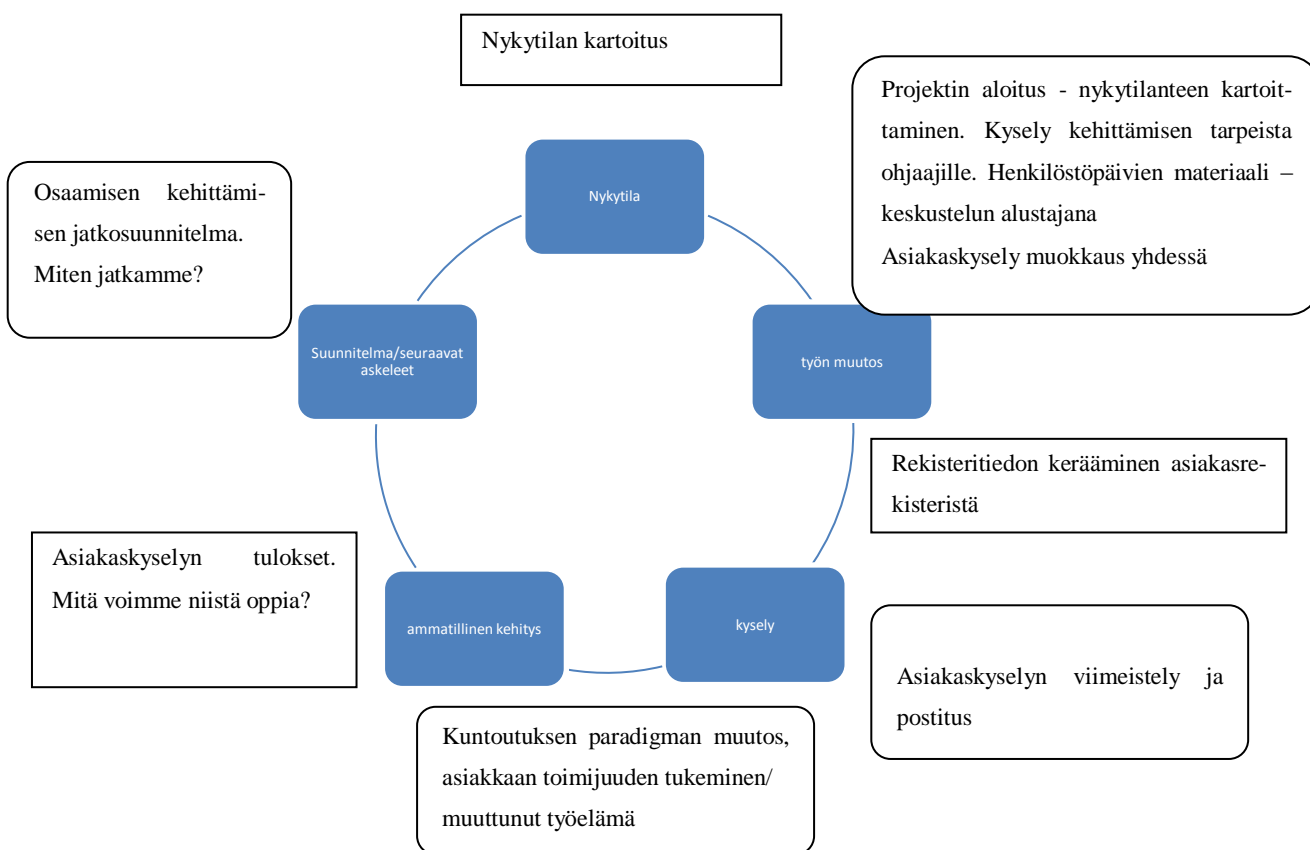 Nykytilan kartoitus
Projektin aloitus - nykytilanteen kartoit-
taminen. Kysely kehittämisen tarpeista
ohjaajille. Henkilöstöpäivien materiaali –
keskustelun alustajana
Asiakaskysely muokkaus yhdessä
Nykytila
Osaamisen kehittämi-
sen jatkosuunnitelma.
Miten jatkamme?
Suunnitelma/seuraavat
askeleet
työn muutos
Rekisteritiedon kerääminen asiakasre-
kisteristä
Asiakaskyselyn tulokset.
Mitä voimme niistä oppia?
ammatillinen kehitys
kysely
Asiakaskyselyn viimeistely ja
postitus
Kuntoutuksen paradigman muutos,
asiakkaan toimijuuden tukeminen/
muuttunut työelämä